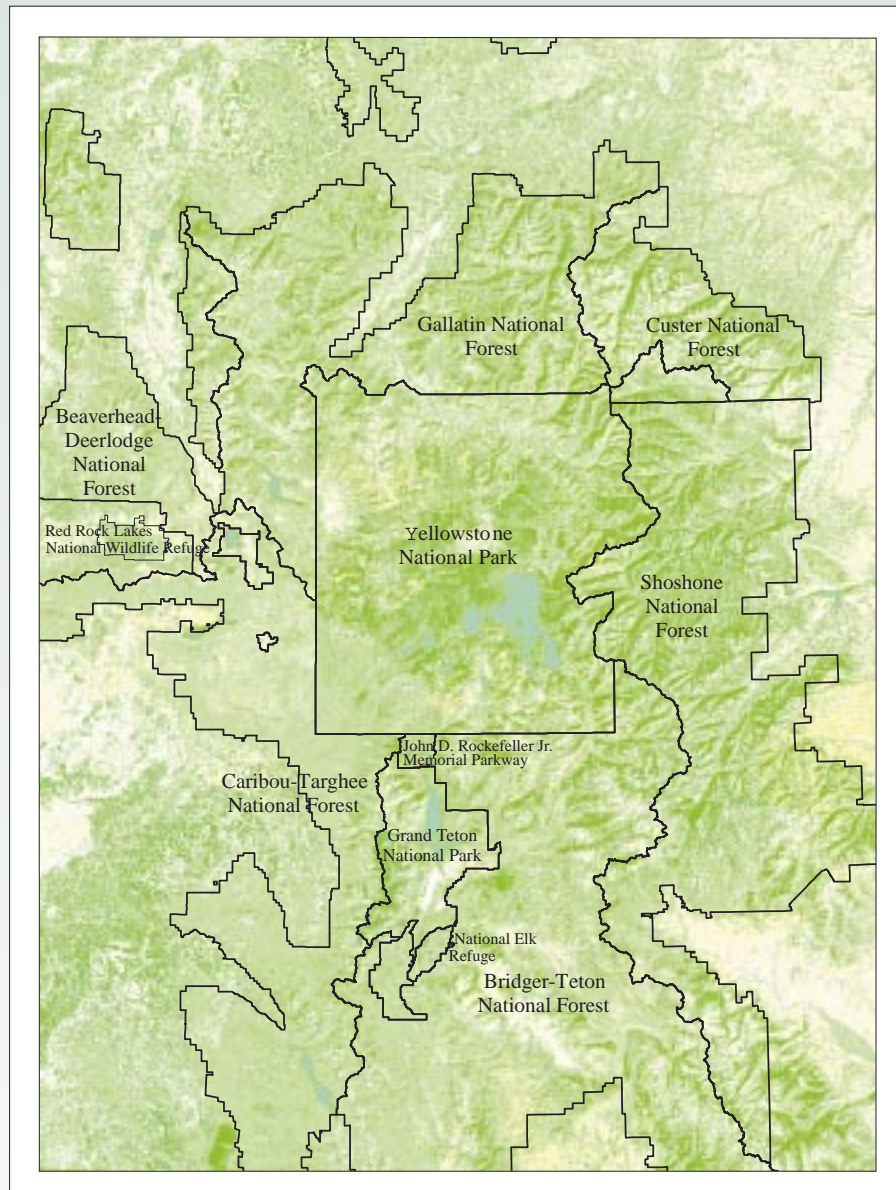 Gallatin National
Forest
Custer National
Forest
Beaverhead-
Deerlodge
National
Forest
Red Rock Lakes
National Wildlife Refuge
Yellowstone
National Park
Shoshone
National
Forest
John D. Rockefeller Jr.
Memorial Parkway
Caribou-Targhee
National Forest
Grand Teton
National Park
National Elk
Refuge
Bridger-Teton
National Forest